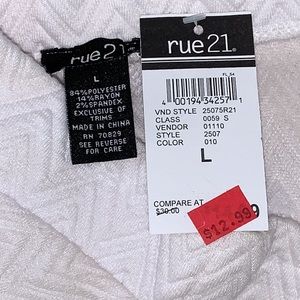 rue21
L
84%POLYESTER
14%RAYON
2%SPANDEX
EXCLUSIVE OF
TRIMS
MADE IN CHINA
RN 70829
SEE REVERSE
FOR CARE
rue21
FL 54
4 00194 34257 1
VND STYLE 25075R21
CLASS 0059 S
VENDOR 01110
STYLE 2507
COLOR 010
L
COMPARE AT
$30.00
$12.99